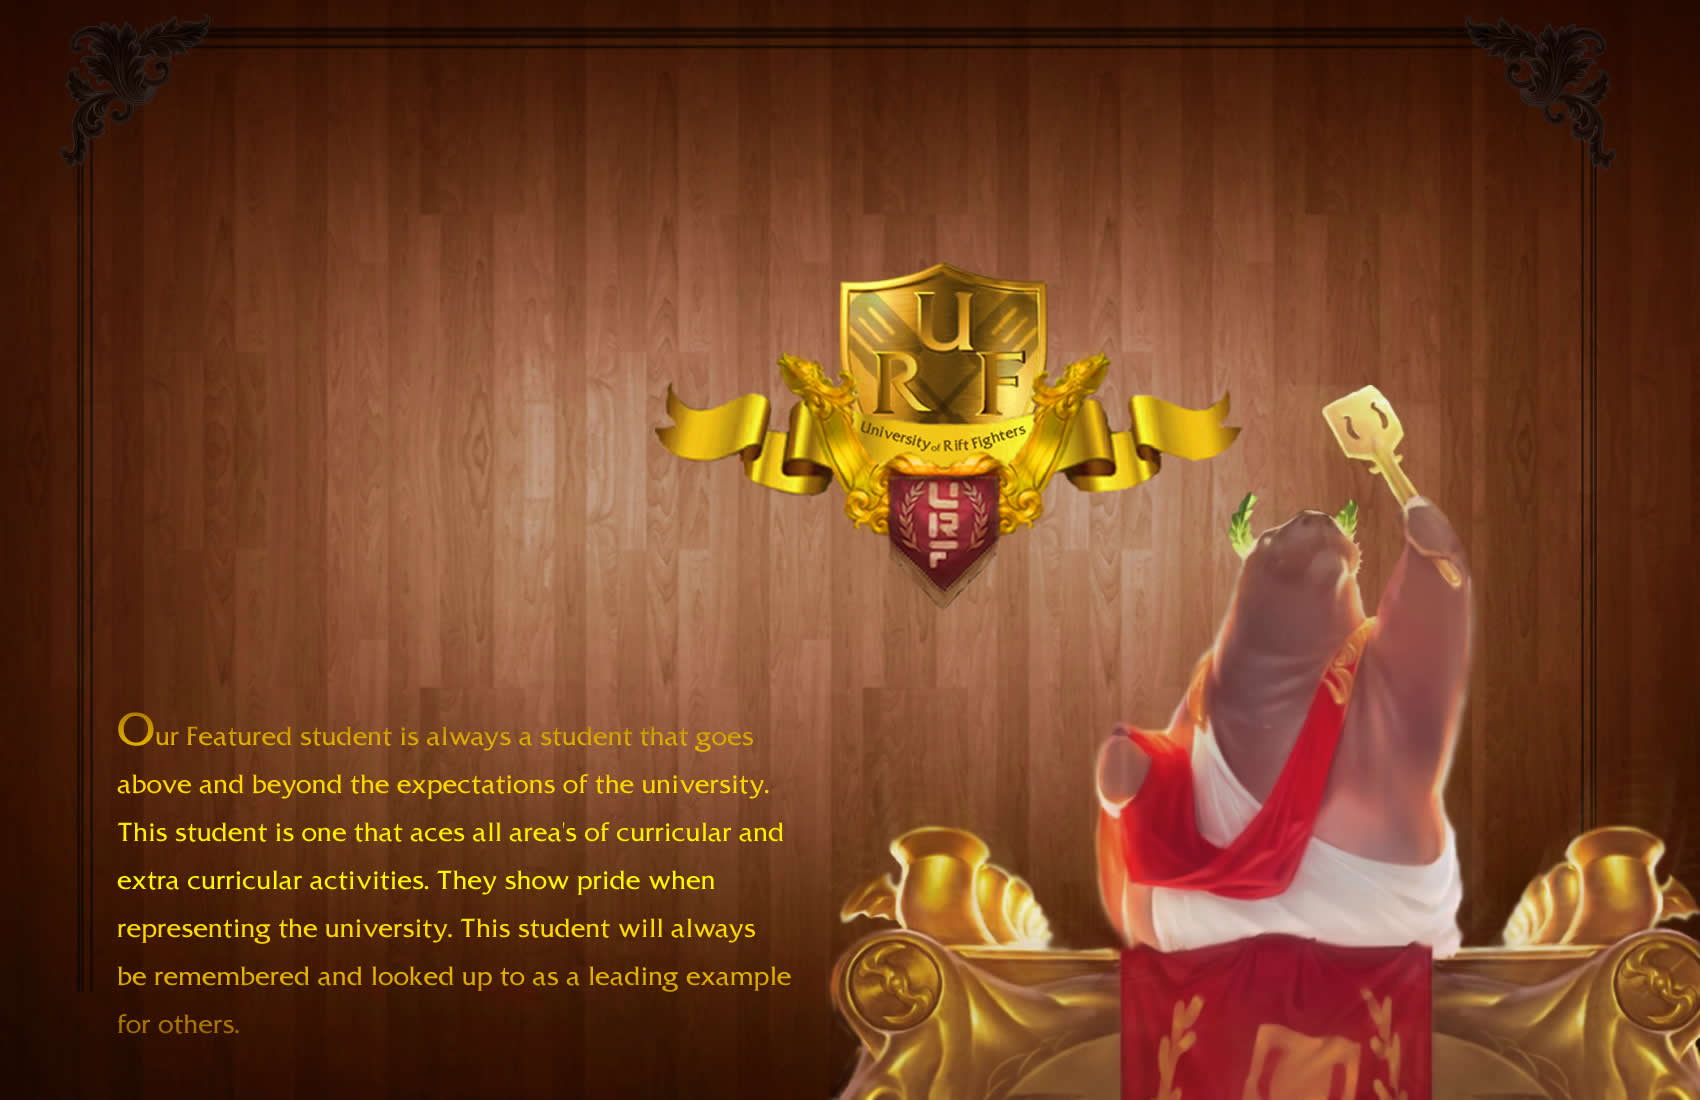 U
R F
University of Rift Fighters
URF
Our Featured student is always a student that goes
above and beyond the expectations of the university.
This student is one that aces all area's of curricular and
extra curricular activities. They show pride when
representing the university. This student will always
be remembered and looked up to as a leading example
for others.